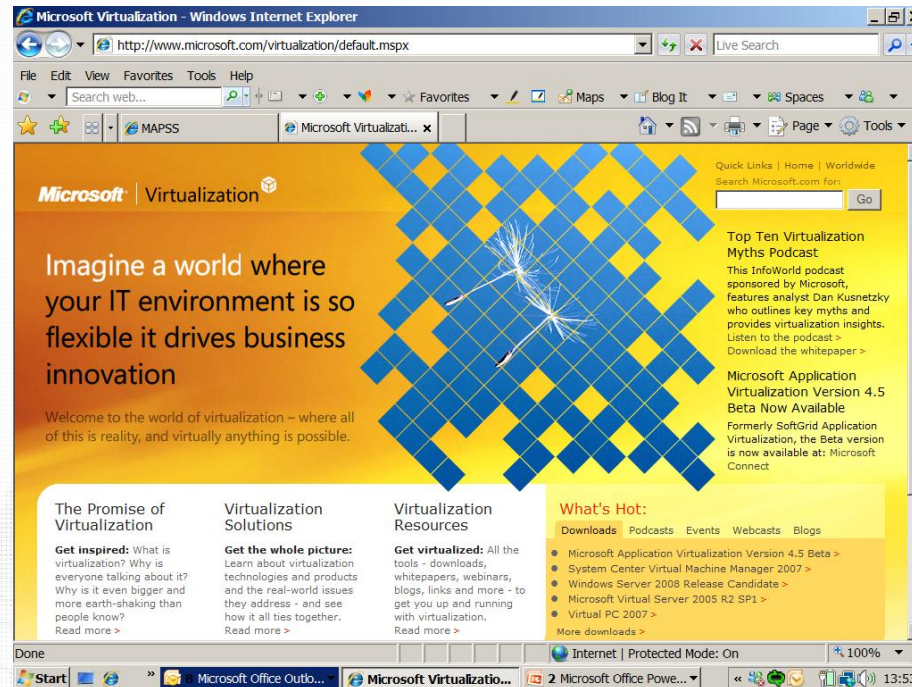 Microsoft Virtualization - Windows Internet Explorer
http://www.microsoft.com/virtualization/default.mspx
Live Search
File Edit View Favorites Tools Help
Search web...
Favorites
Maps
Blog It
Spaces
MAPSS
Microsoft Virtualizati...
Page
Tools
Microsoft | Virtualization
Quick Links | Home | Worldwide
Search Microsoft.com for:
Go
Imagine a world where
your IT environment is so
flexible it drives business
innovation
Welcome to the world of virtualization – where all
of this is reality, and virtually anything is possible.
Top Ten Virtualization
Myths Podcast
This InfoWorld podcast
sponsored by Microsoft,
features analyst Dan Kusnetzky
who outlines key myths and
provides virtualization insights.
Listen to the podcast >
Download the whitepaper >
Microsoft Application
Virtualization Version 4.5
Beta Now Available
Formerly SoftGrid Application
Virtualization, the Beta version
is now available at: Microsoft
Connect
The Promise of
Virtualization
Get inspired: What is
virtualization? Why is
everyone talking about it?
Why is it even bigger and
more earth-shaking than
people know?
Read more >
Virtualization
Solutions
Get the whole picture:
Learn about virtualization
technologies and products
and the real-world issues
they address - and see
how it all ties together.
Read more >
Virtualization
Resources
Get virtualized: All the
tools - downloads,
whitepapers, webinars,
blogs, links and more - to
get you up and running
with virtualization.
Read more >
What's Hot:
Downloads Podcasts Events Webcasts Blogs
Microsoft Application Virtualization Version 4.5 Beta >
System Center Virtual Machine Manager 2007 >
Windows Server 2008 Release Candidate >
Microsoft Virtual Server 2005 R2 SP1 >
Virtual PC 2007 >
More downloads >
Done
Internet | Protected Mode: On
100%
Start
8 Microsoft Office Outlo...
Microsoft Virtualizatio...
2 Microsoft Office Powe...